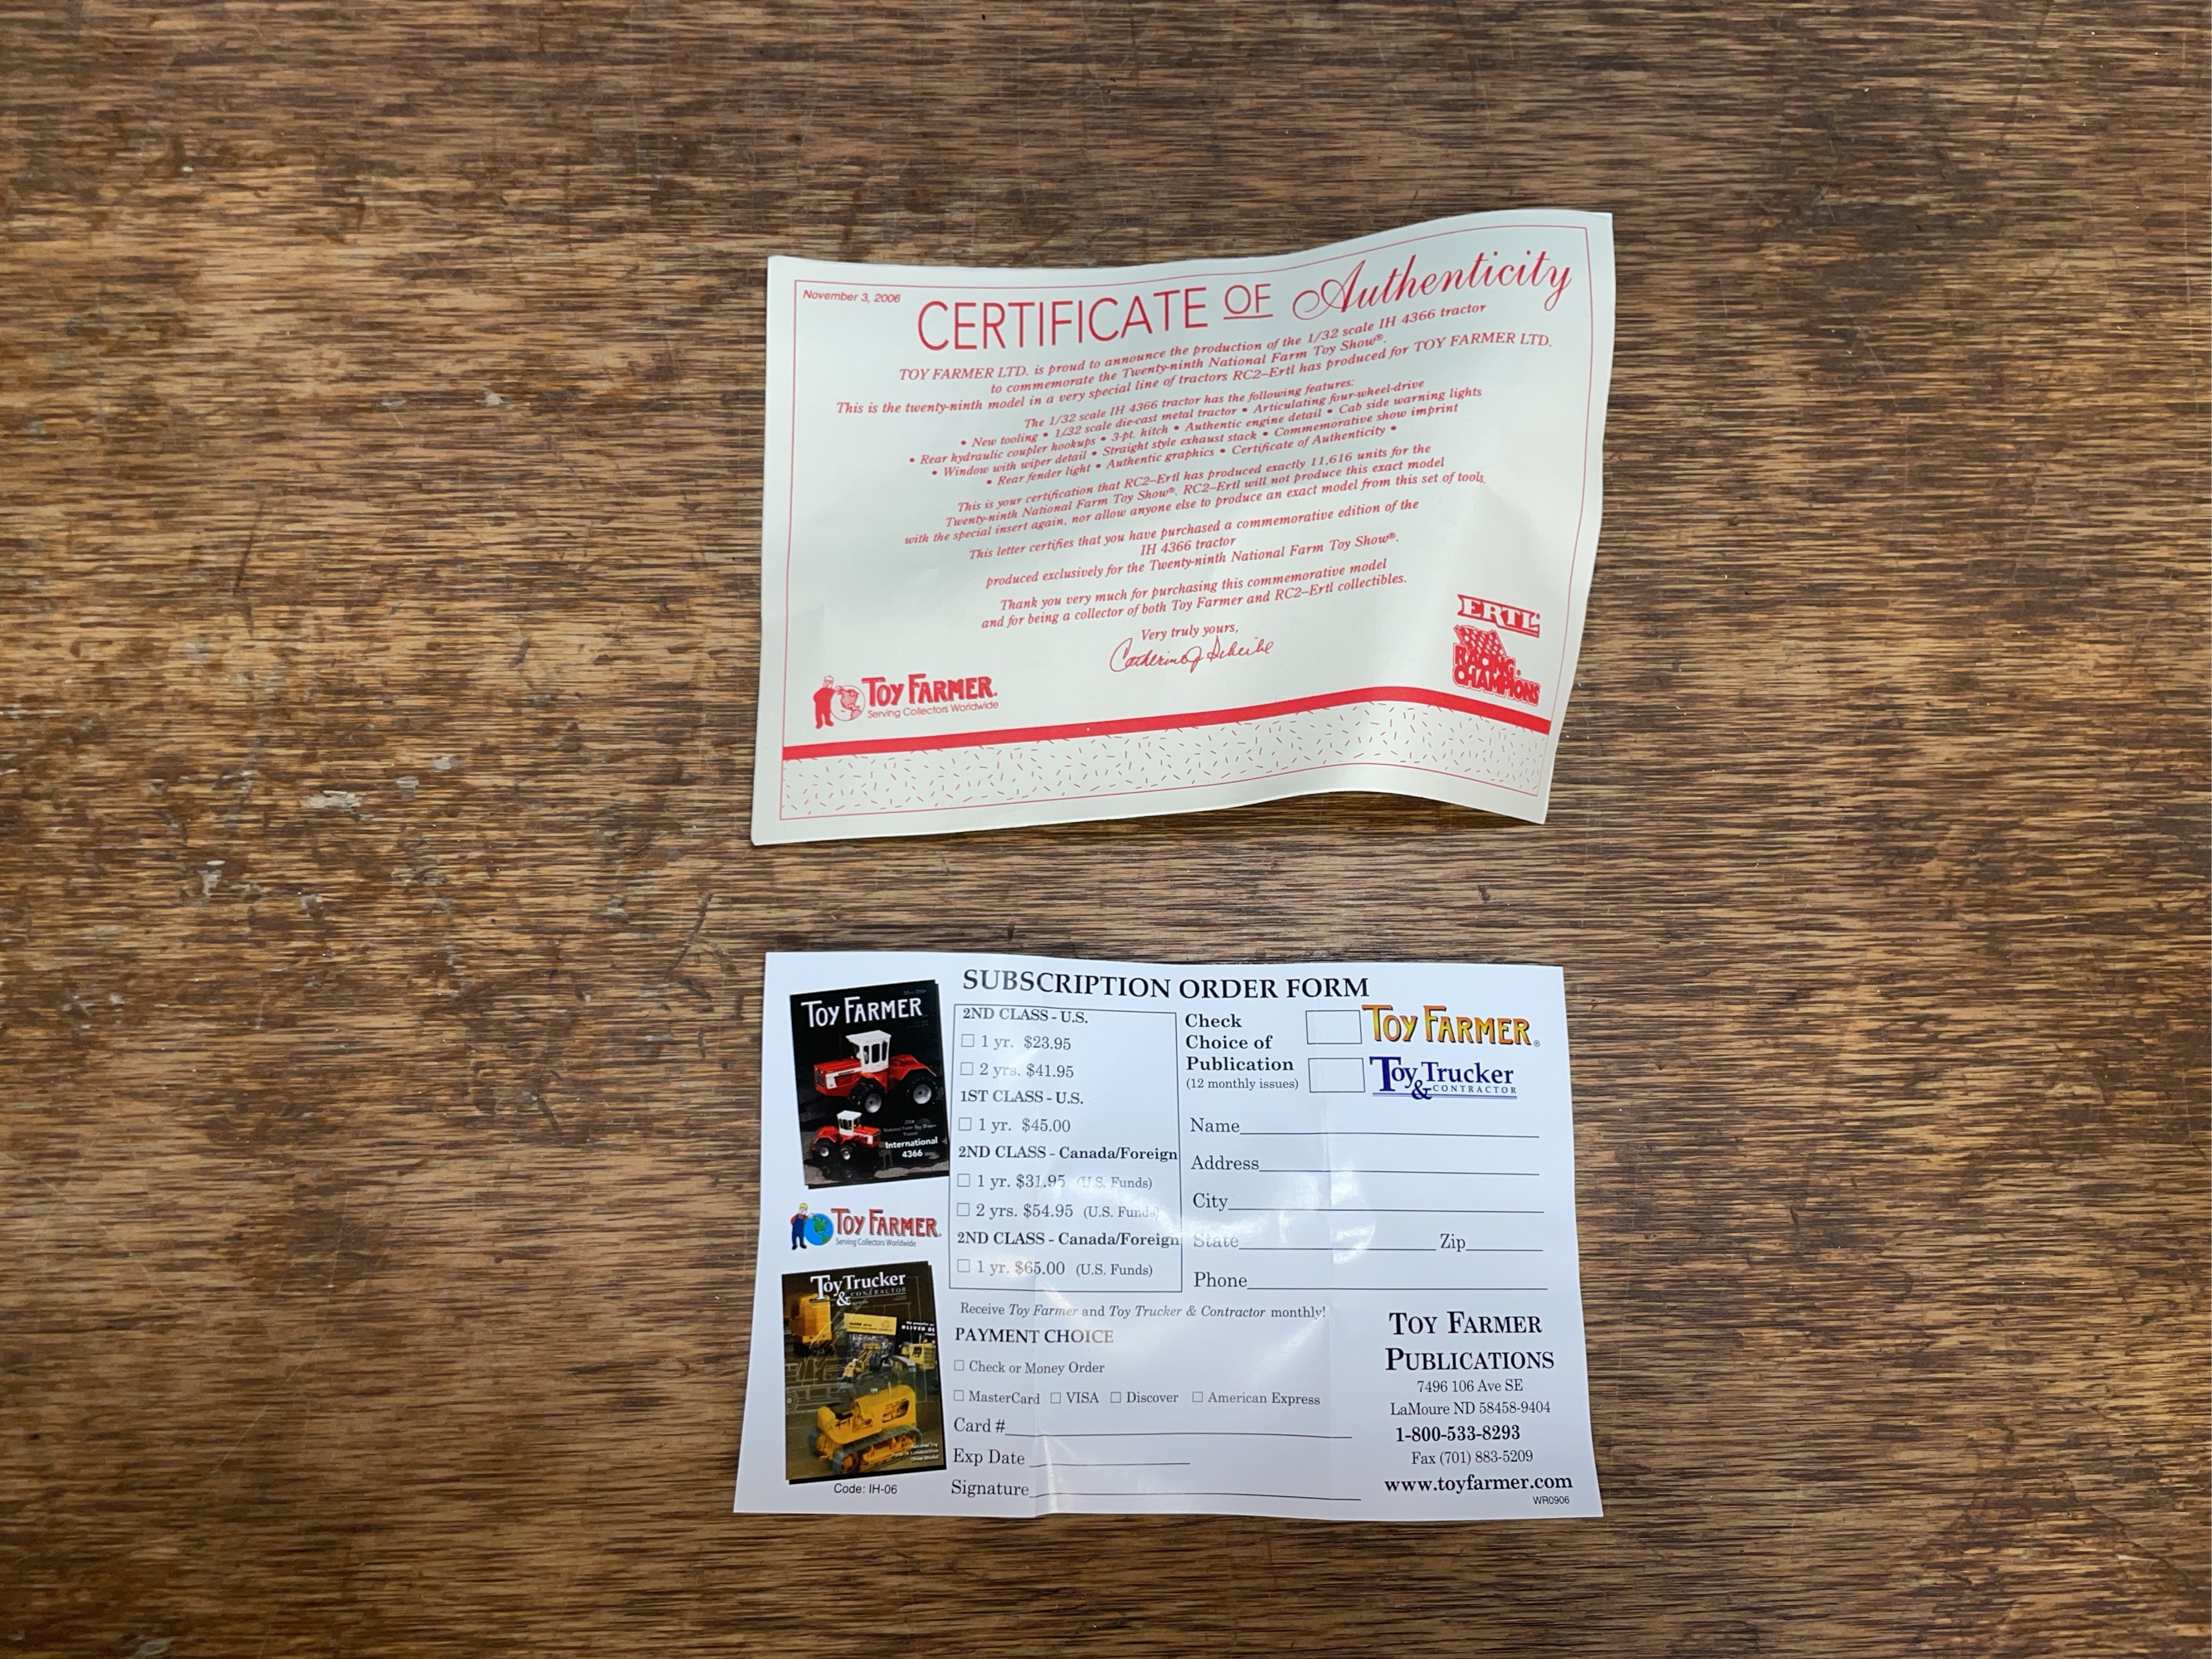 November 3, 2006
CERTIFICATE OF Authenticity
TOY FARMER LTD. is proud to announce the production of the 1/32 scale IH 4366 tractor
to commemorate the Twenty-ninth National Farm Toy Show®.
This is the twenty-ninth model in a very special line of tractors RC2–Ertl has produced for TOY FARMER LTD.
The 1/32 scale IH 4366 tractor has the following features:
• New tooling • 1/32 scale die-cast metal tractor • Articulating four-wheel-drive
• Rear hydraulic coupler hookups • 3-pt. hitch • Authentic engine detail • Cab side warning lights
• Window with wiper detail • Straight style exhaust stack • Commemorative show imprint
• Rear fender light • Authentic graphics • Certificate of Authenticity •
This is your certification that RC2–Ertl has produced exactly 11,616 units for the
Twenty-ninth National Farm Toy Show®. RC2–Ertl will not produce this exact model
with the special insert again, nor allow anyone else to produce an exact model from this set of tools.
This letter certifies that you have purchased a commemorative edition of the
IH 4366 tractor
produced exclusively for the Twenty-ninth National Farm Toy Show®.
Thank you very much for purchasing this commemorative model
and for being a collector of both Toy Farmer and RC2–Ertl collectibles.
Very truly yours,
Catherine J Scheibe
TOY FARMER.
Serving Collectors Worldwide
ERTL
RACING CHAMPIONS
SUBSCRIPTION ORDER FORM
TOY FARMER
International
4366
TOY FARMER.
Serving Collectors Worldwide
Toy Trucker
& CONTRACTOR
Code: IH-06
2ND CLASS - U.S.
1 yr. $23.95
2 yrs. $41.95
1ST CLASS - U.S.
1 yr. $45.00
2ND CLASS - Canada/Foreign
1 yr. $31.95 (U.S. Funds)
2 yrs. $54.95 (U.S. Funds)
2ND CLASS - Canada/Foreign
1 yr. $65.00 (U.S. Funds)
Check
Choice of
Publication
(12 monthly issues)
TOY FARMER®
Toy Trucker
& CONTRACTOR
Name
Address
City
State Zip
Phone
Receive Toy Farmer and Toy Trucker & Contractor monthly!
PAYMENT CHOICE
Check or Money Order
MasterCard VISA Discover American Express
Card #
Exp Date
Signature
TOY FARMER
PUBLICATIONS
7496 106 Ave SE
LaMoure ND 58458-9404
1-800-533-8293
Fax (701) 883-5209
www.toyfarmer.com
WR0906